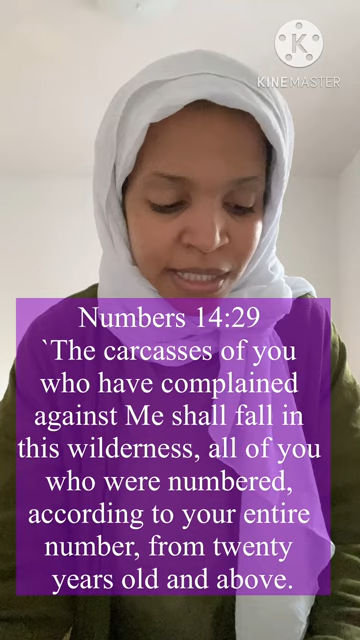 KINEMASTER
Numbers 14:29
`The carcasses of you
who have complained
against Me shall fall in
this wilderness, all of you
who were numbered,
according to your entire
number, from twenty
years old and above.